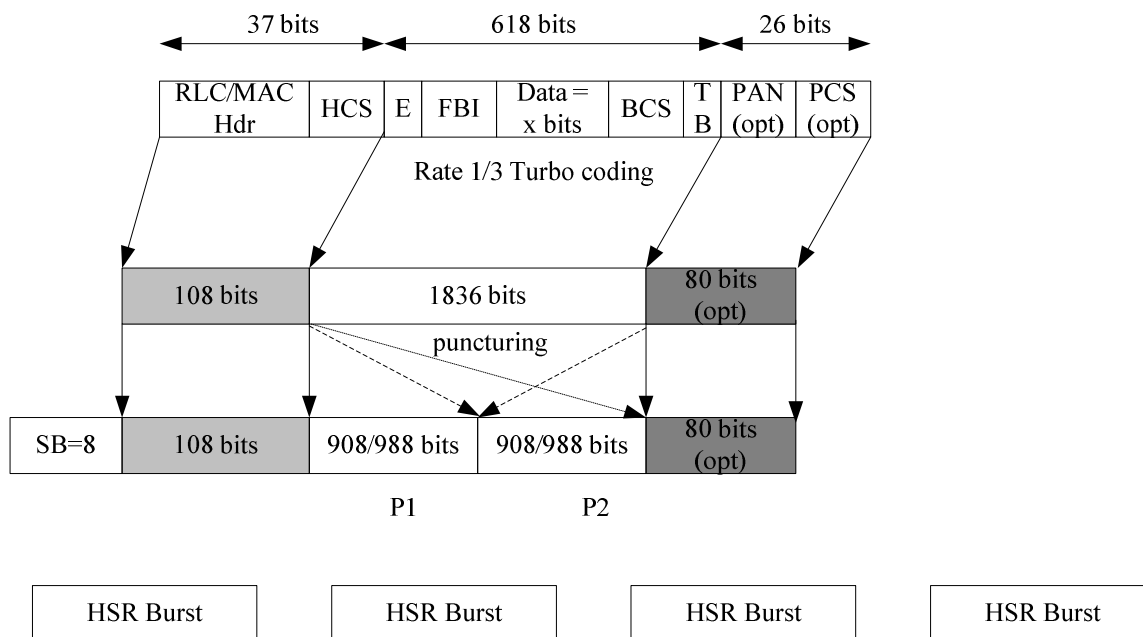 37 bits
618 bits
26 bits
RLC/MAC
Hdr
HCS
E
FBI
Data =
x bits
BCS
T
B
PAN
(opt)
PCS
(opt)
Rate 1/3 Turbo coding
108 bits
1836 bits
80 bits
(opt)
puncturing
SB=8
108 bits
908/988 bits
908/988 bits
80 bits
(opt)
P1
P2
HSR Burst
HSR Burst
HSR Burst
HSR Burst